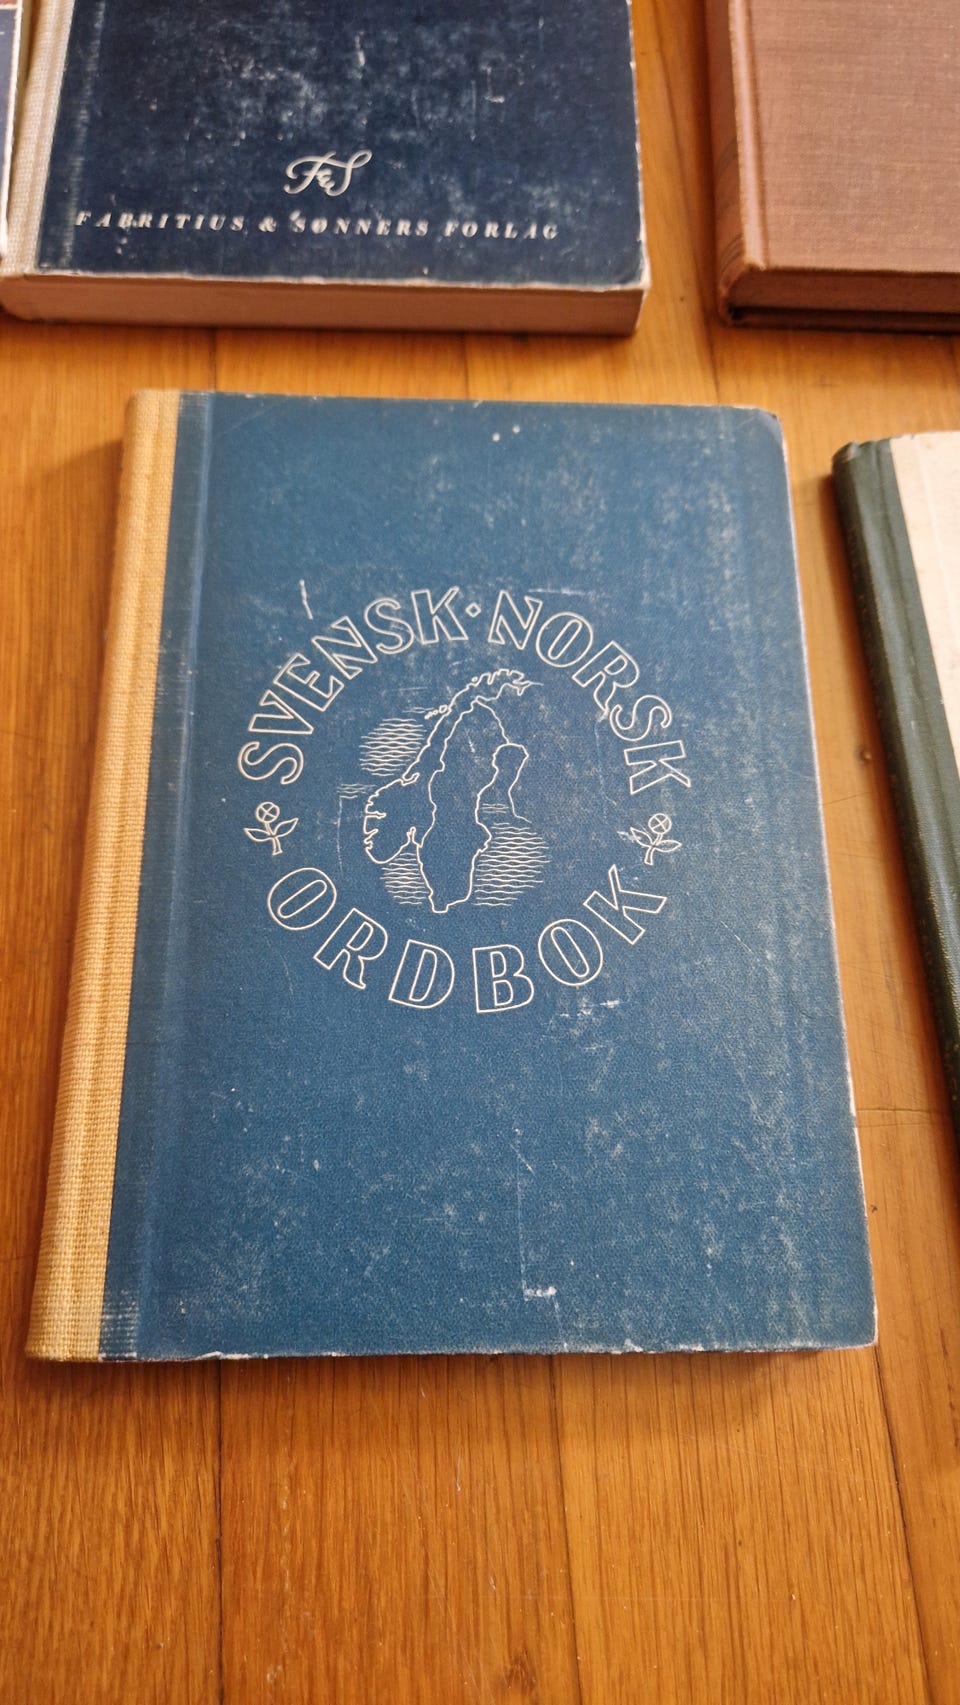 F&S
FABRITIUS & SØNNERS FORLAG
SVENSK·NORSK
ORDBOK